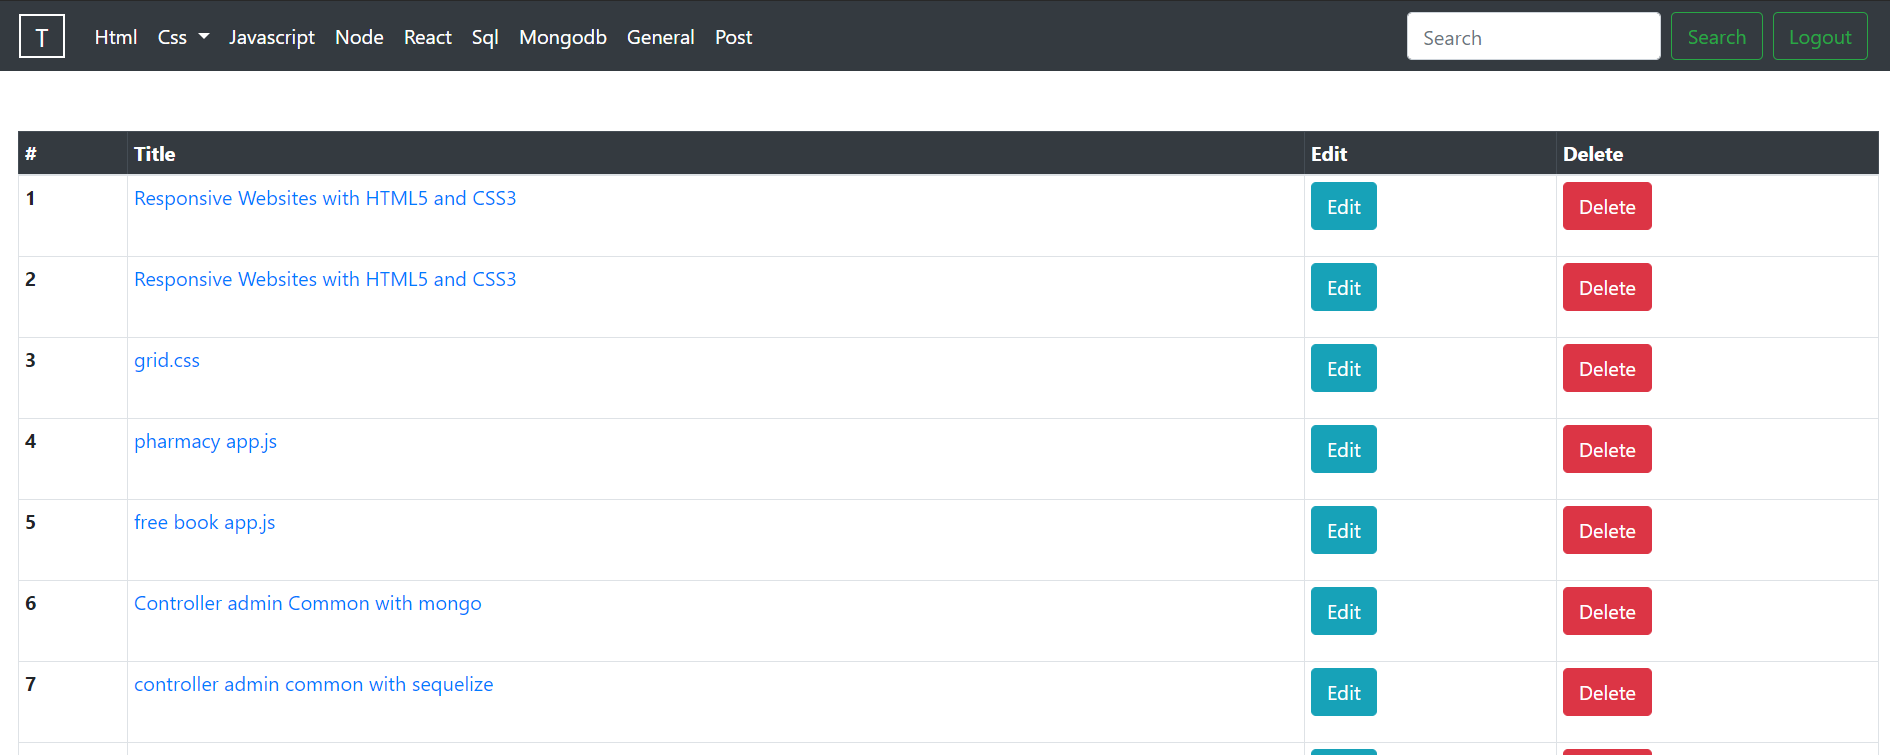 T Html Css Javascript Node React Sql Mongodb General Post Search Search Logout
# Title Edit Delete
1 Responsive Websites with HTML5 and CSS3 Edit Delete
2 Responsive Websites with HTML5 and CSS3 Edit Delete
3 grid.css Edit Delete
4 pharmacy app.js Edit Delete
5 free book app.js Edit Delete
6 Controller admin Common with mongo Edit Delete
7 controller admin common with sequelize Edit Delete